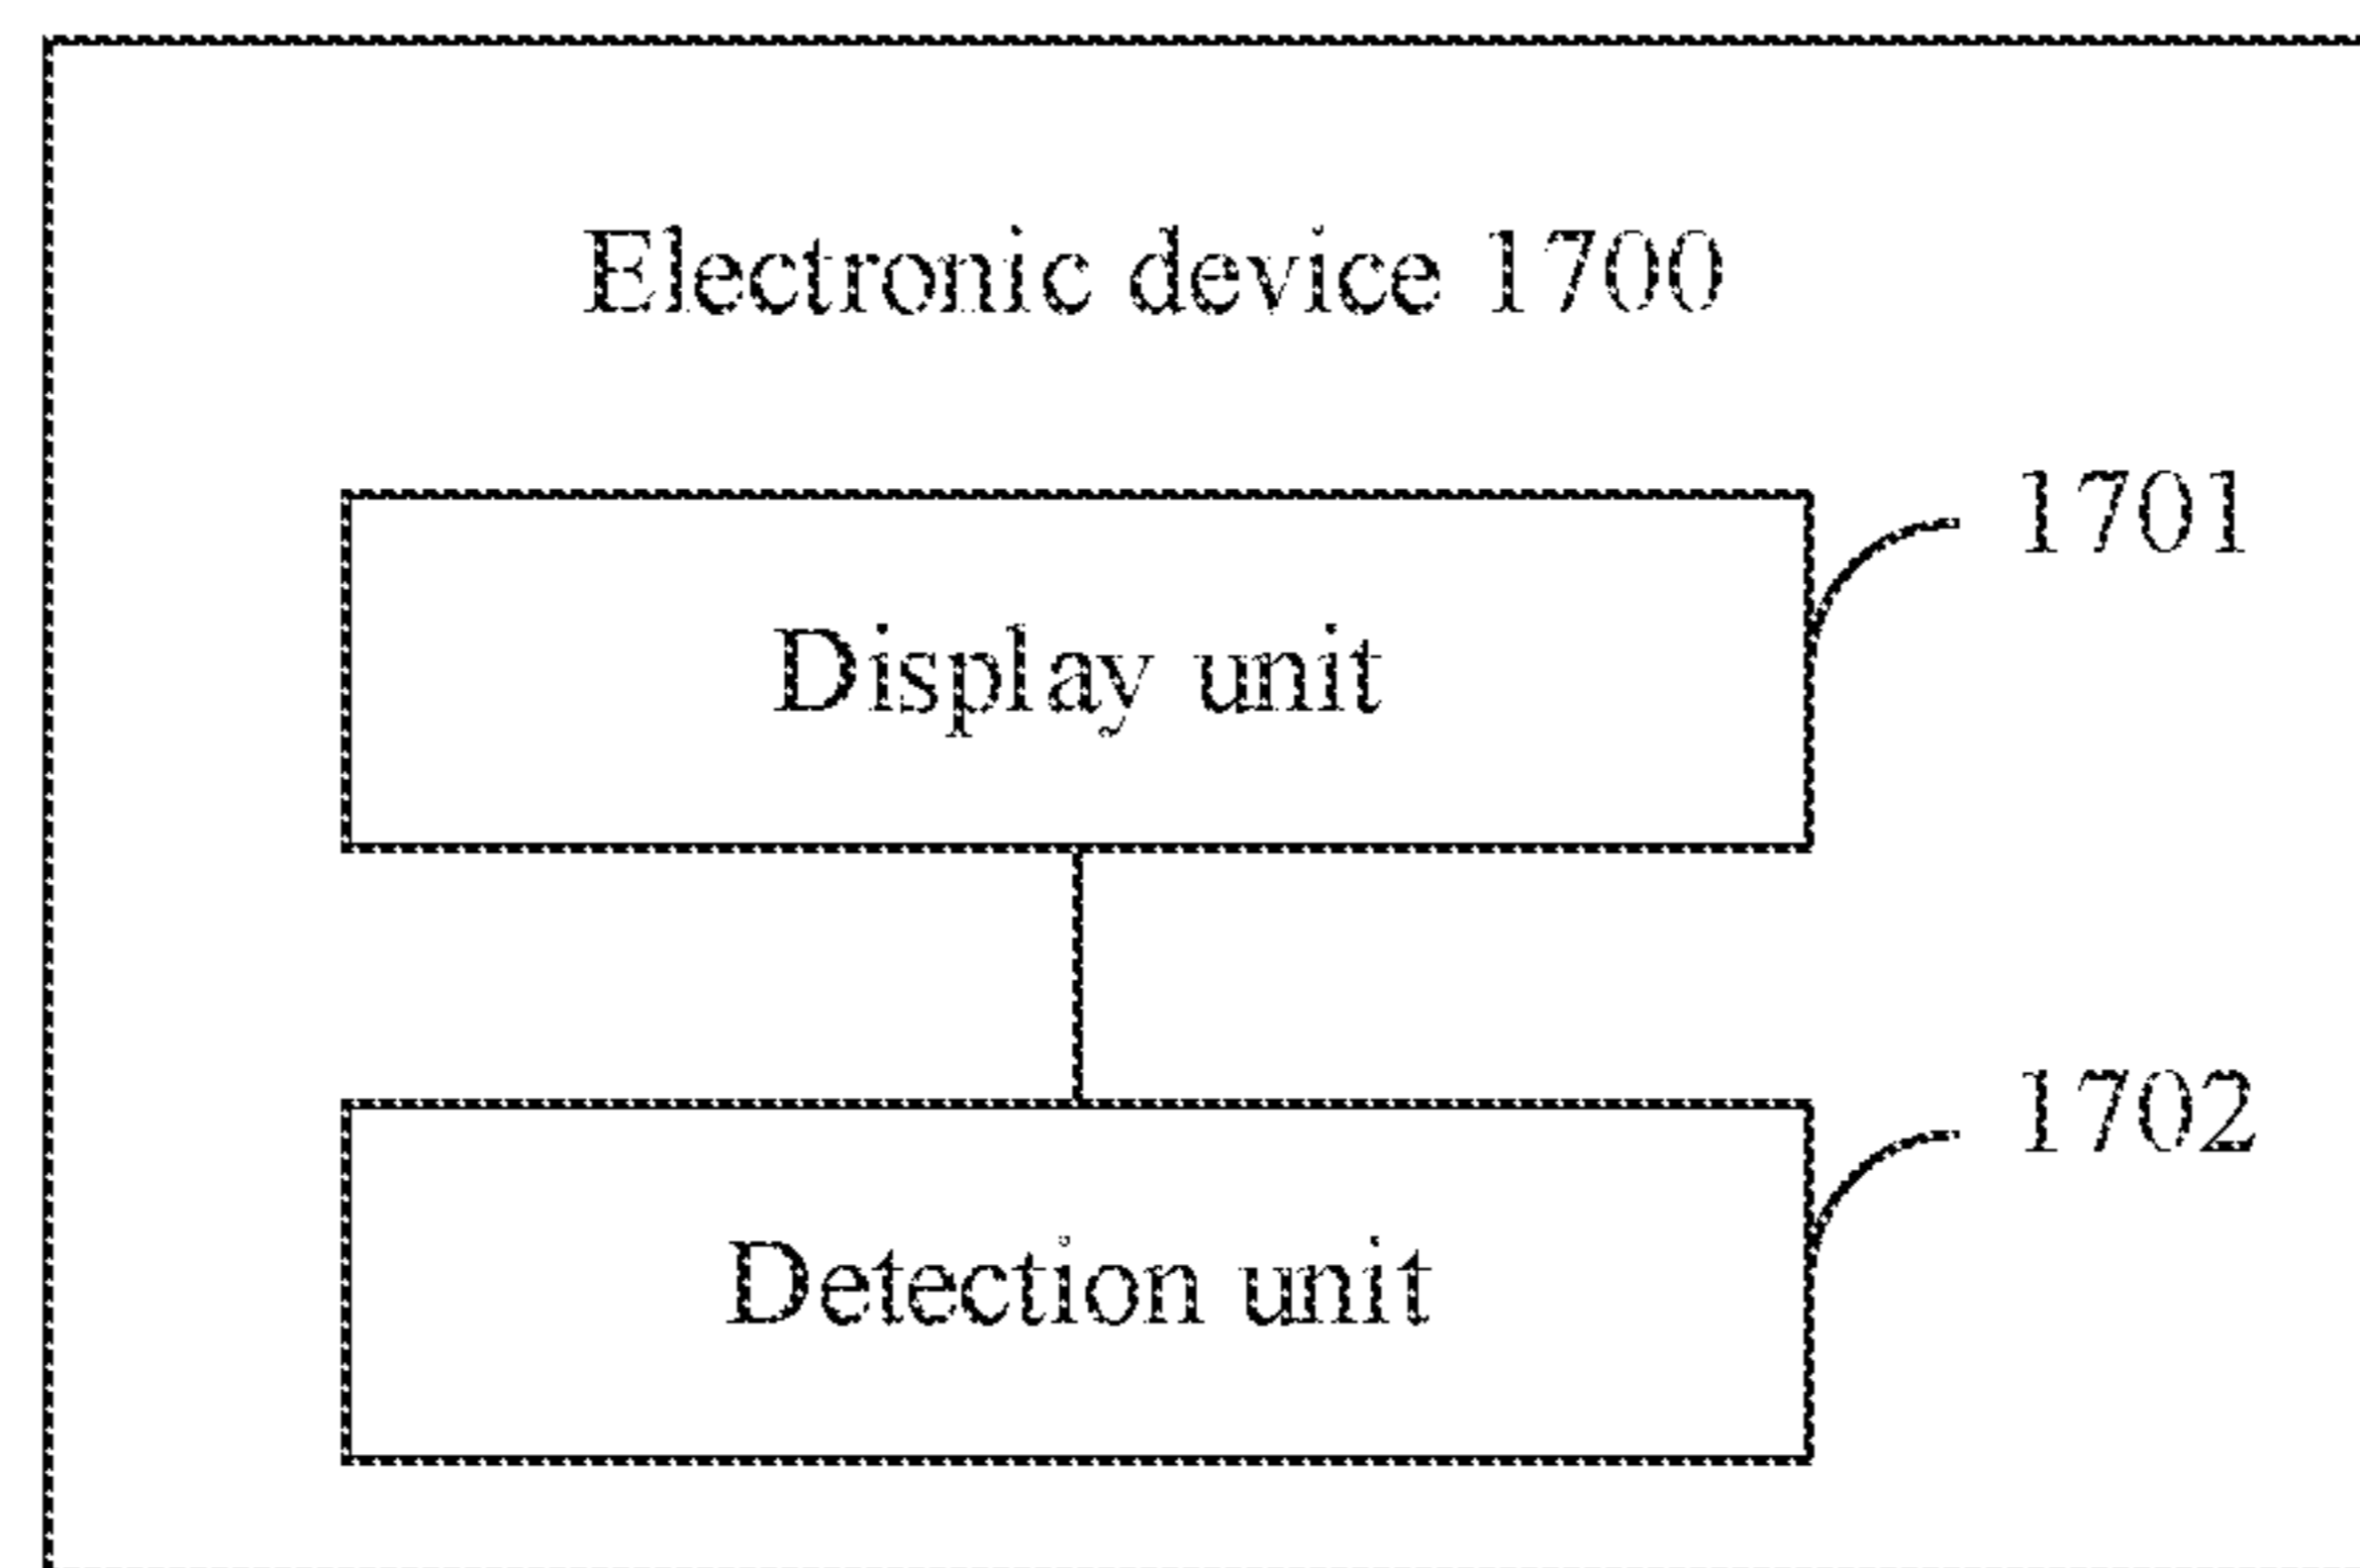 Electronic device 1700
1701
Display unit
1702
Detection unit